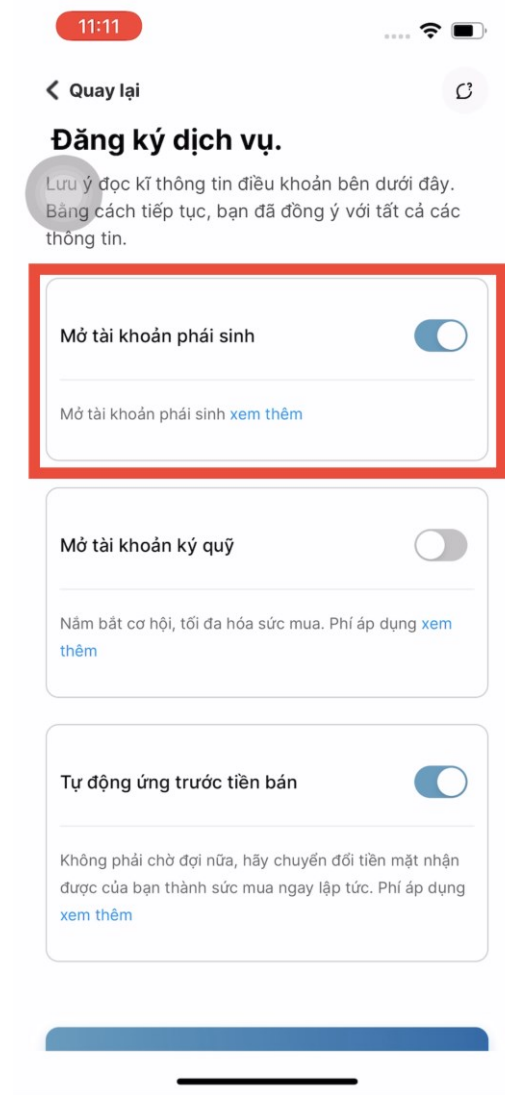 11:11
Quay lại
Đăng ký dịch vụ.
Lưu ý đọc kĩ thông tin điều khoản bên dưới đây.
Bằng cách tiếp tục, bạn đã đồng ý với tất cả các
thông tin.
Mở tài khoản phái sinh
Mở tài khoản phái sinh xem thêm
Mở tài khoản ký quỹ
Nắm bắt cơ hội, tối đa hóa sức mua. Phí áp dụng xem
thêm
Tự động ứng trước tiền bán
Không phải chờ đợi nữa, hãy chuyển đổi tiền mặt nhận
được của bạn thành sức mua ngay lập tức. Phí áp dụng
xem thêm